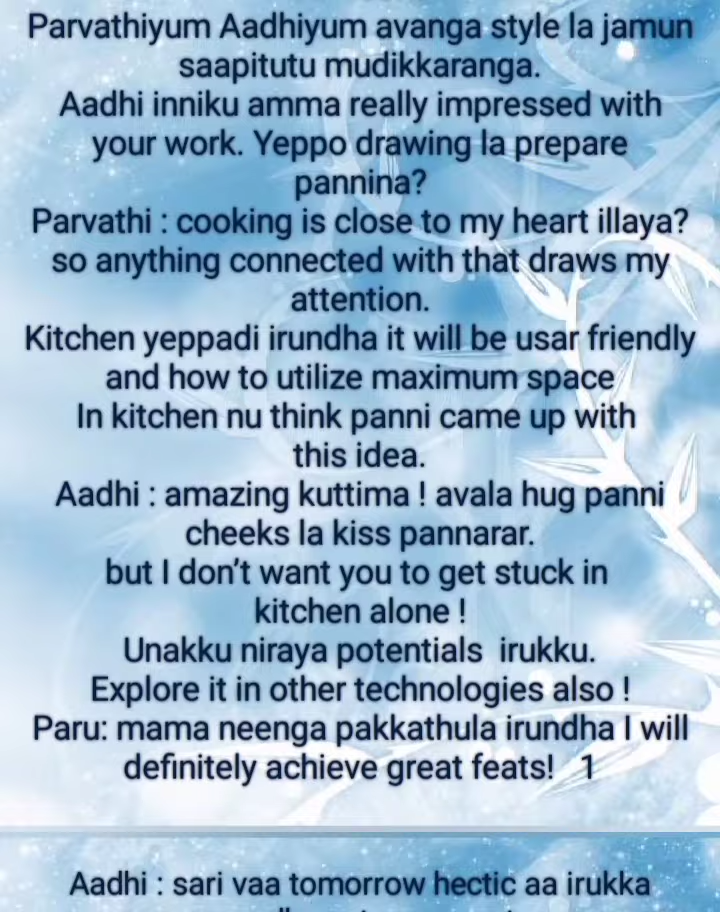 Parvathiyum Aadhiyum avanga style la jamun
saapitutu mudikkaranga.
Aadhi inniku amma really impressed with
your work. Yeppo drawing la prepare
pannina?
Parvathi : cooking is close to my heart illaya?
so anything connected with that draws my
attention.
Kitchen yeppadi irundha it will be usar friendly
and how to utilize maximum space
In kitchen nu think panni came up with
this idea.
Aadhi : amazing kuttima ! avala hug panni
cheeks la kiss pannarar.
but I don't want you to get stuck in
kitchen alone !
Unakku niraya potentials  irukku.
Explore it in other technologies also !
Paru: mama neenga pakkathula irundha I will
definitely achieve great feats!   1
Aadhi : sari vaa tomorrow hectic aa irukka